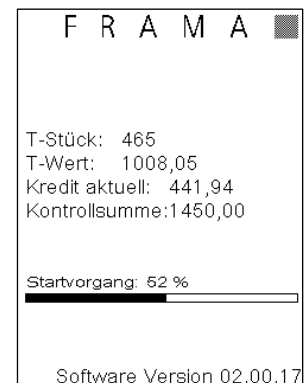 FRAMA
T-Stück: 465
T-Wert: 1008,05
Kredit aktuell: 441,94
Kontrollsumme:1450,00
Startvorgang: 52 %
Software Version 02.00.17